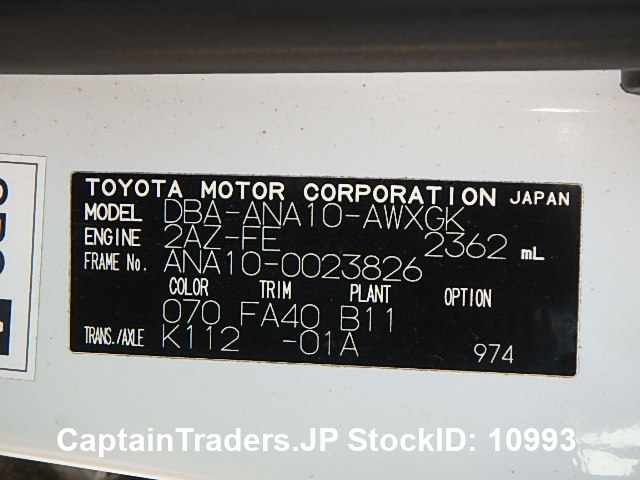 TOYOTA MOTOR CORPORATION JAPAN
MODEL DBA-ANA10-AWXGK
ENGINE 2AZ-FE 2362 mL
FRAME No. ANA10-0023826
COLOR TRIM PLANT OPTION
070 FA40 B11
TRANS./AXLE K112 -01A 974
CaptainTraders.JP StockID: 10993